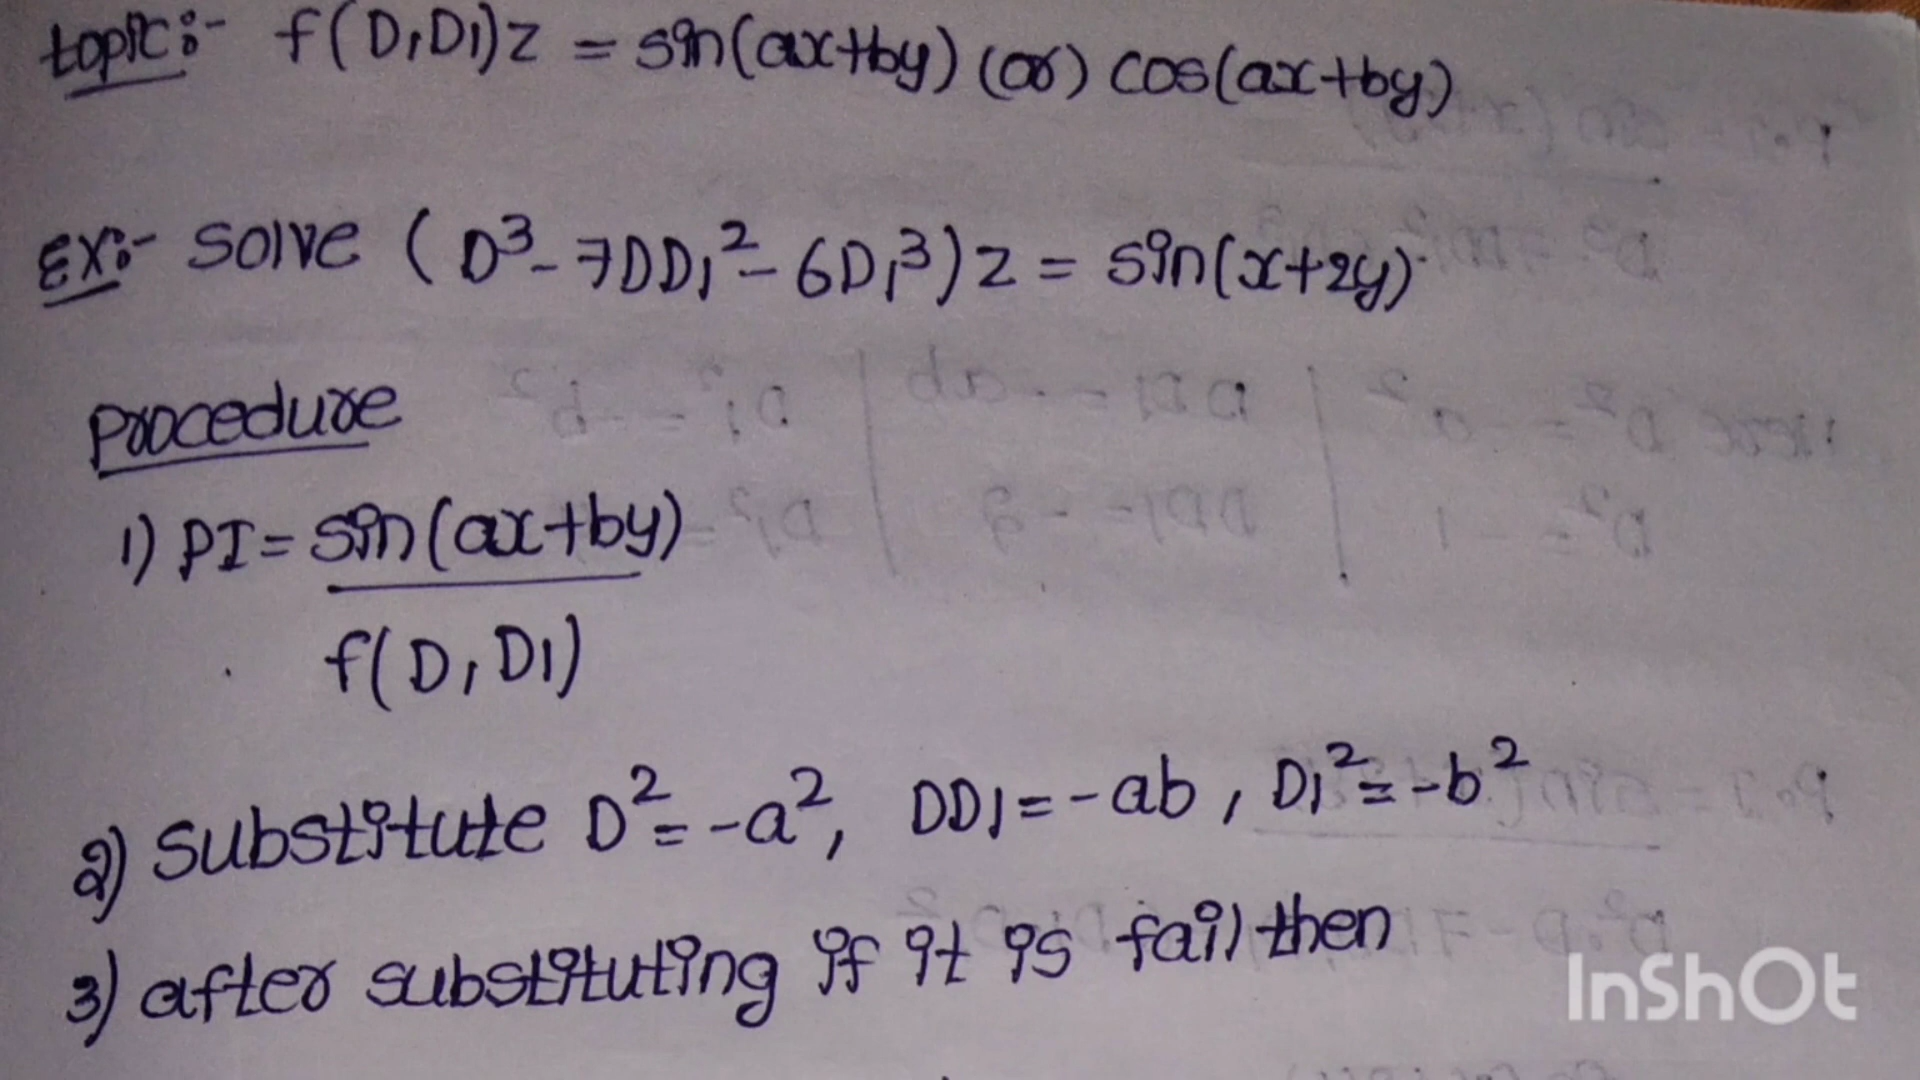 topic:- f(D,D1)z = sin(ax+by) (or) cos(ax+by)
Ex:- solve (D³-7DD1²-6D1³)z = sin(x+2y)
procedure
1) PI = sin(ax+by)
f(D,D1)
2) substitute D²=-a², DD1=-ab, D1²=-b²
3) after substituting if it is fail then
InShOt